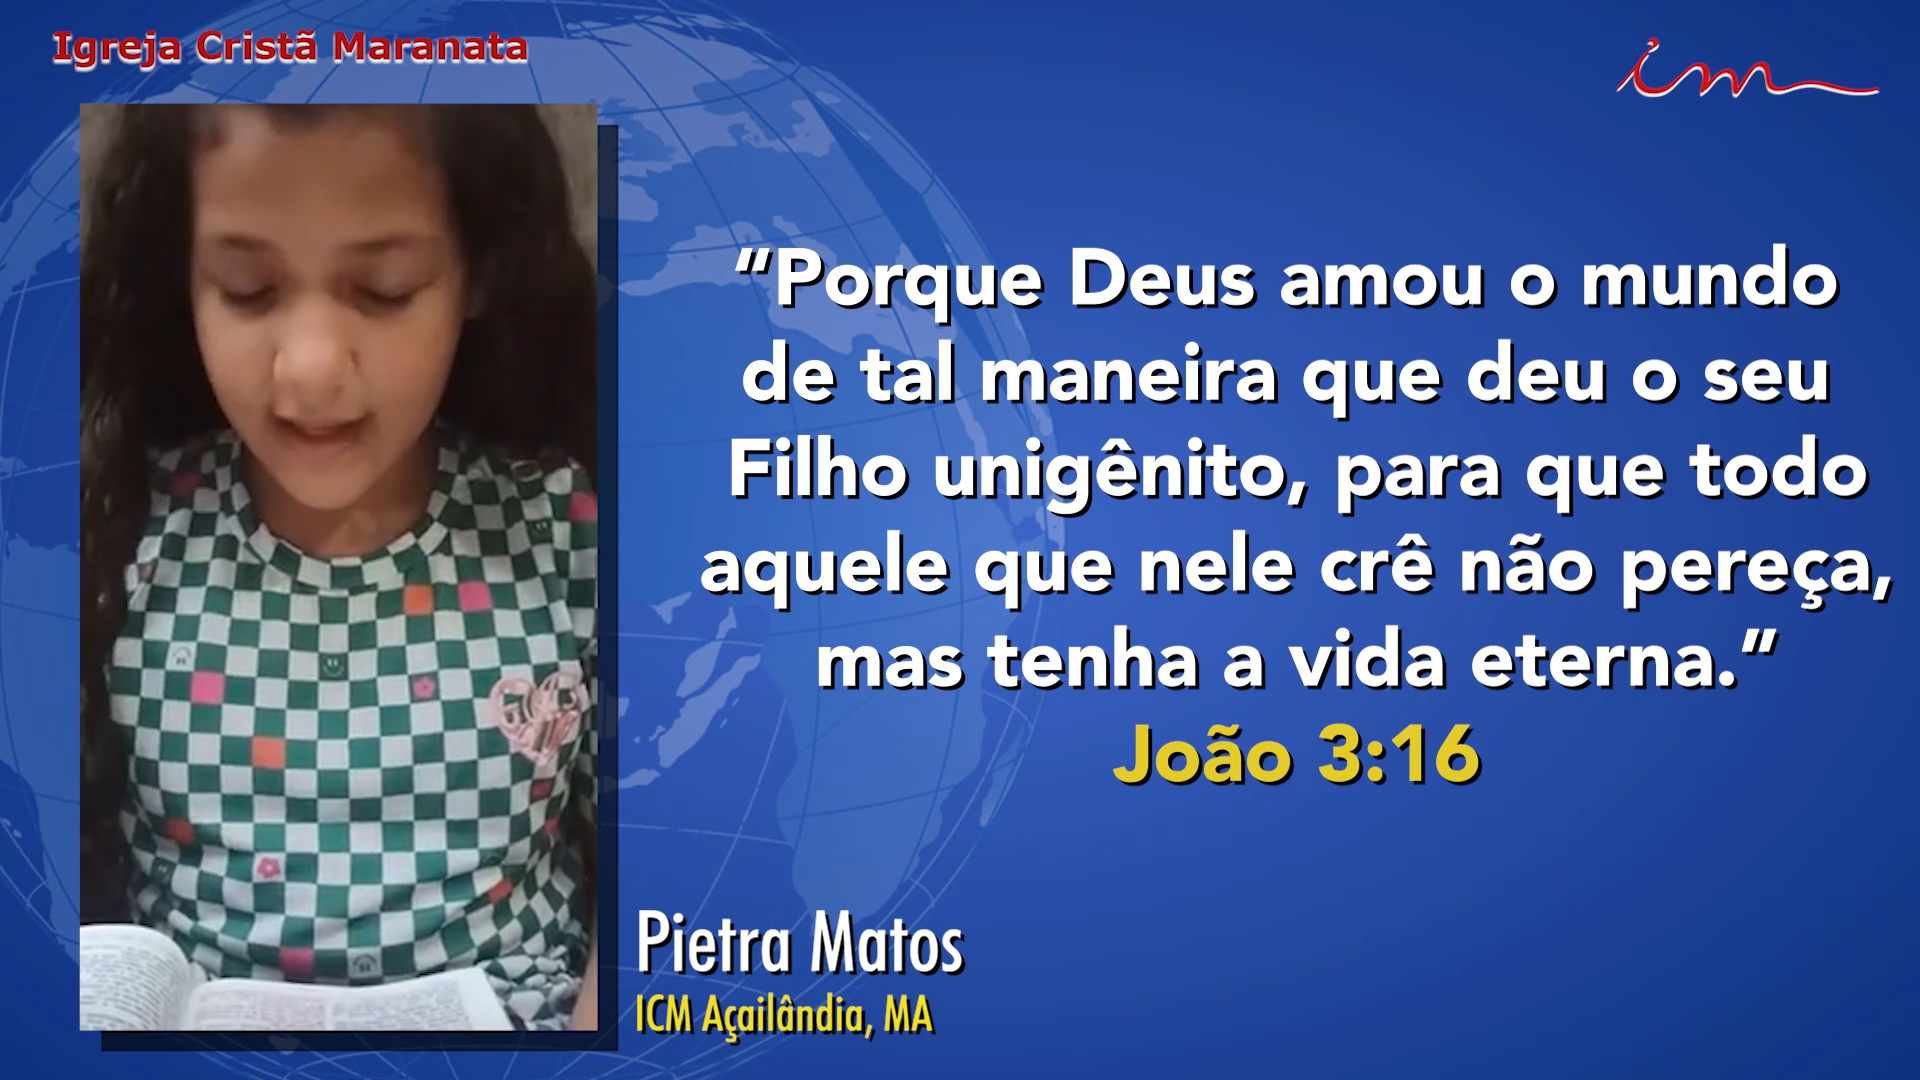 Igreja Cristã Maranata
im
“Porque Deus amou o mundo
de tal maneira que deu o seu
Filho unigênito, para que todo
aquele que nele crê não pereça,
mas tenha a vida eterna.”
João 3:16
Pietra Matos
ICM Açailândia, MA